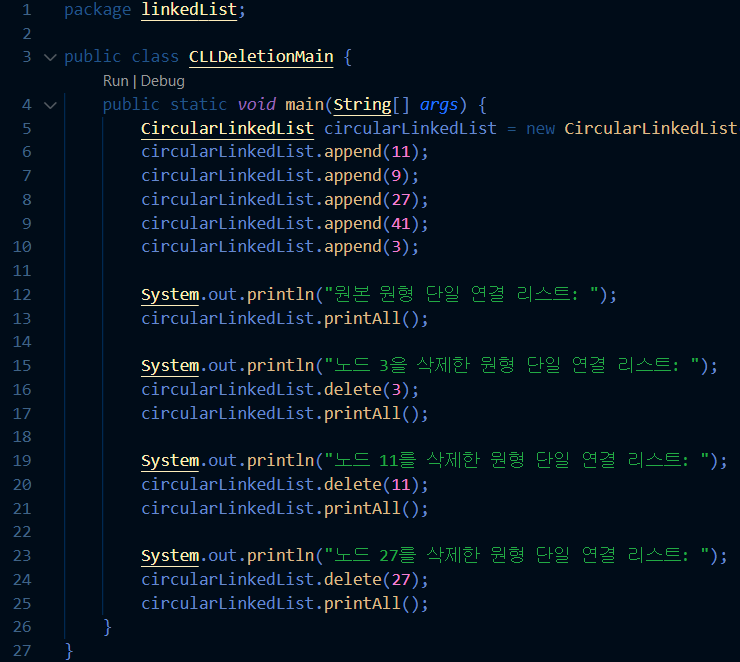 1 package linkedList;
2
3 public class CLLDeletionMain {
Run | Debug
4 public static void main(String[] args) {
5 CircularLinkedList circularLinkedList = new CircularLinkedList
6 circularLinkedList.append(11);
7 circularLinkedList.append(9);
8 circularLinkedList.append(27);
9 circularLinkedList.append(41);
10 circularLinkedList.append(3);
11
12 System.out.println("원본 원형 단일 연결 리스트: ");
13 circularLinkedList.printAll();
14
15 System.out.println("노드 3을 삭제한 원형 단일 연결 리스트: ");
16 circularLinkedList.delete(3);
17 circularLinkedList.printAll();
18
19 System.out.println("노드 11를 삭제한 원형 단일 연결 리스트: ");
20 circularLinkedList.delete(11);
21 circularLinkedList.printAll();
22
23 System.out.println("노드 27를 삭제한 원형 단일 연결 리스트: ");
24 circularLinkedList.delete(27);
25 circularLinkedList.printAll();
26 }
27 }